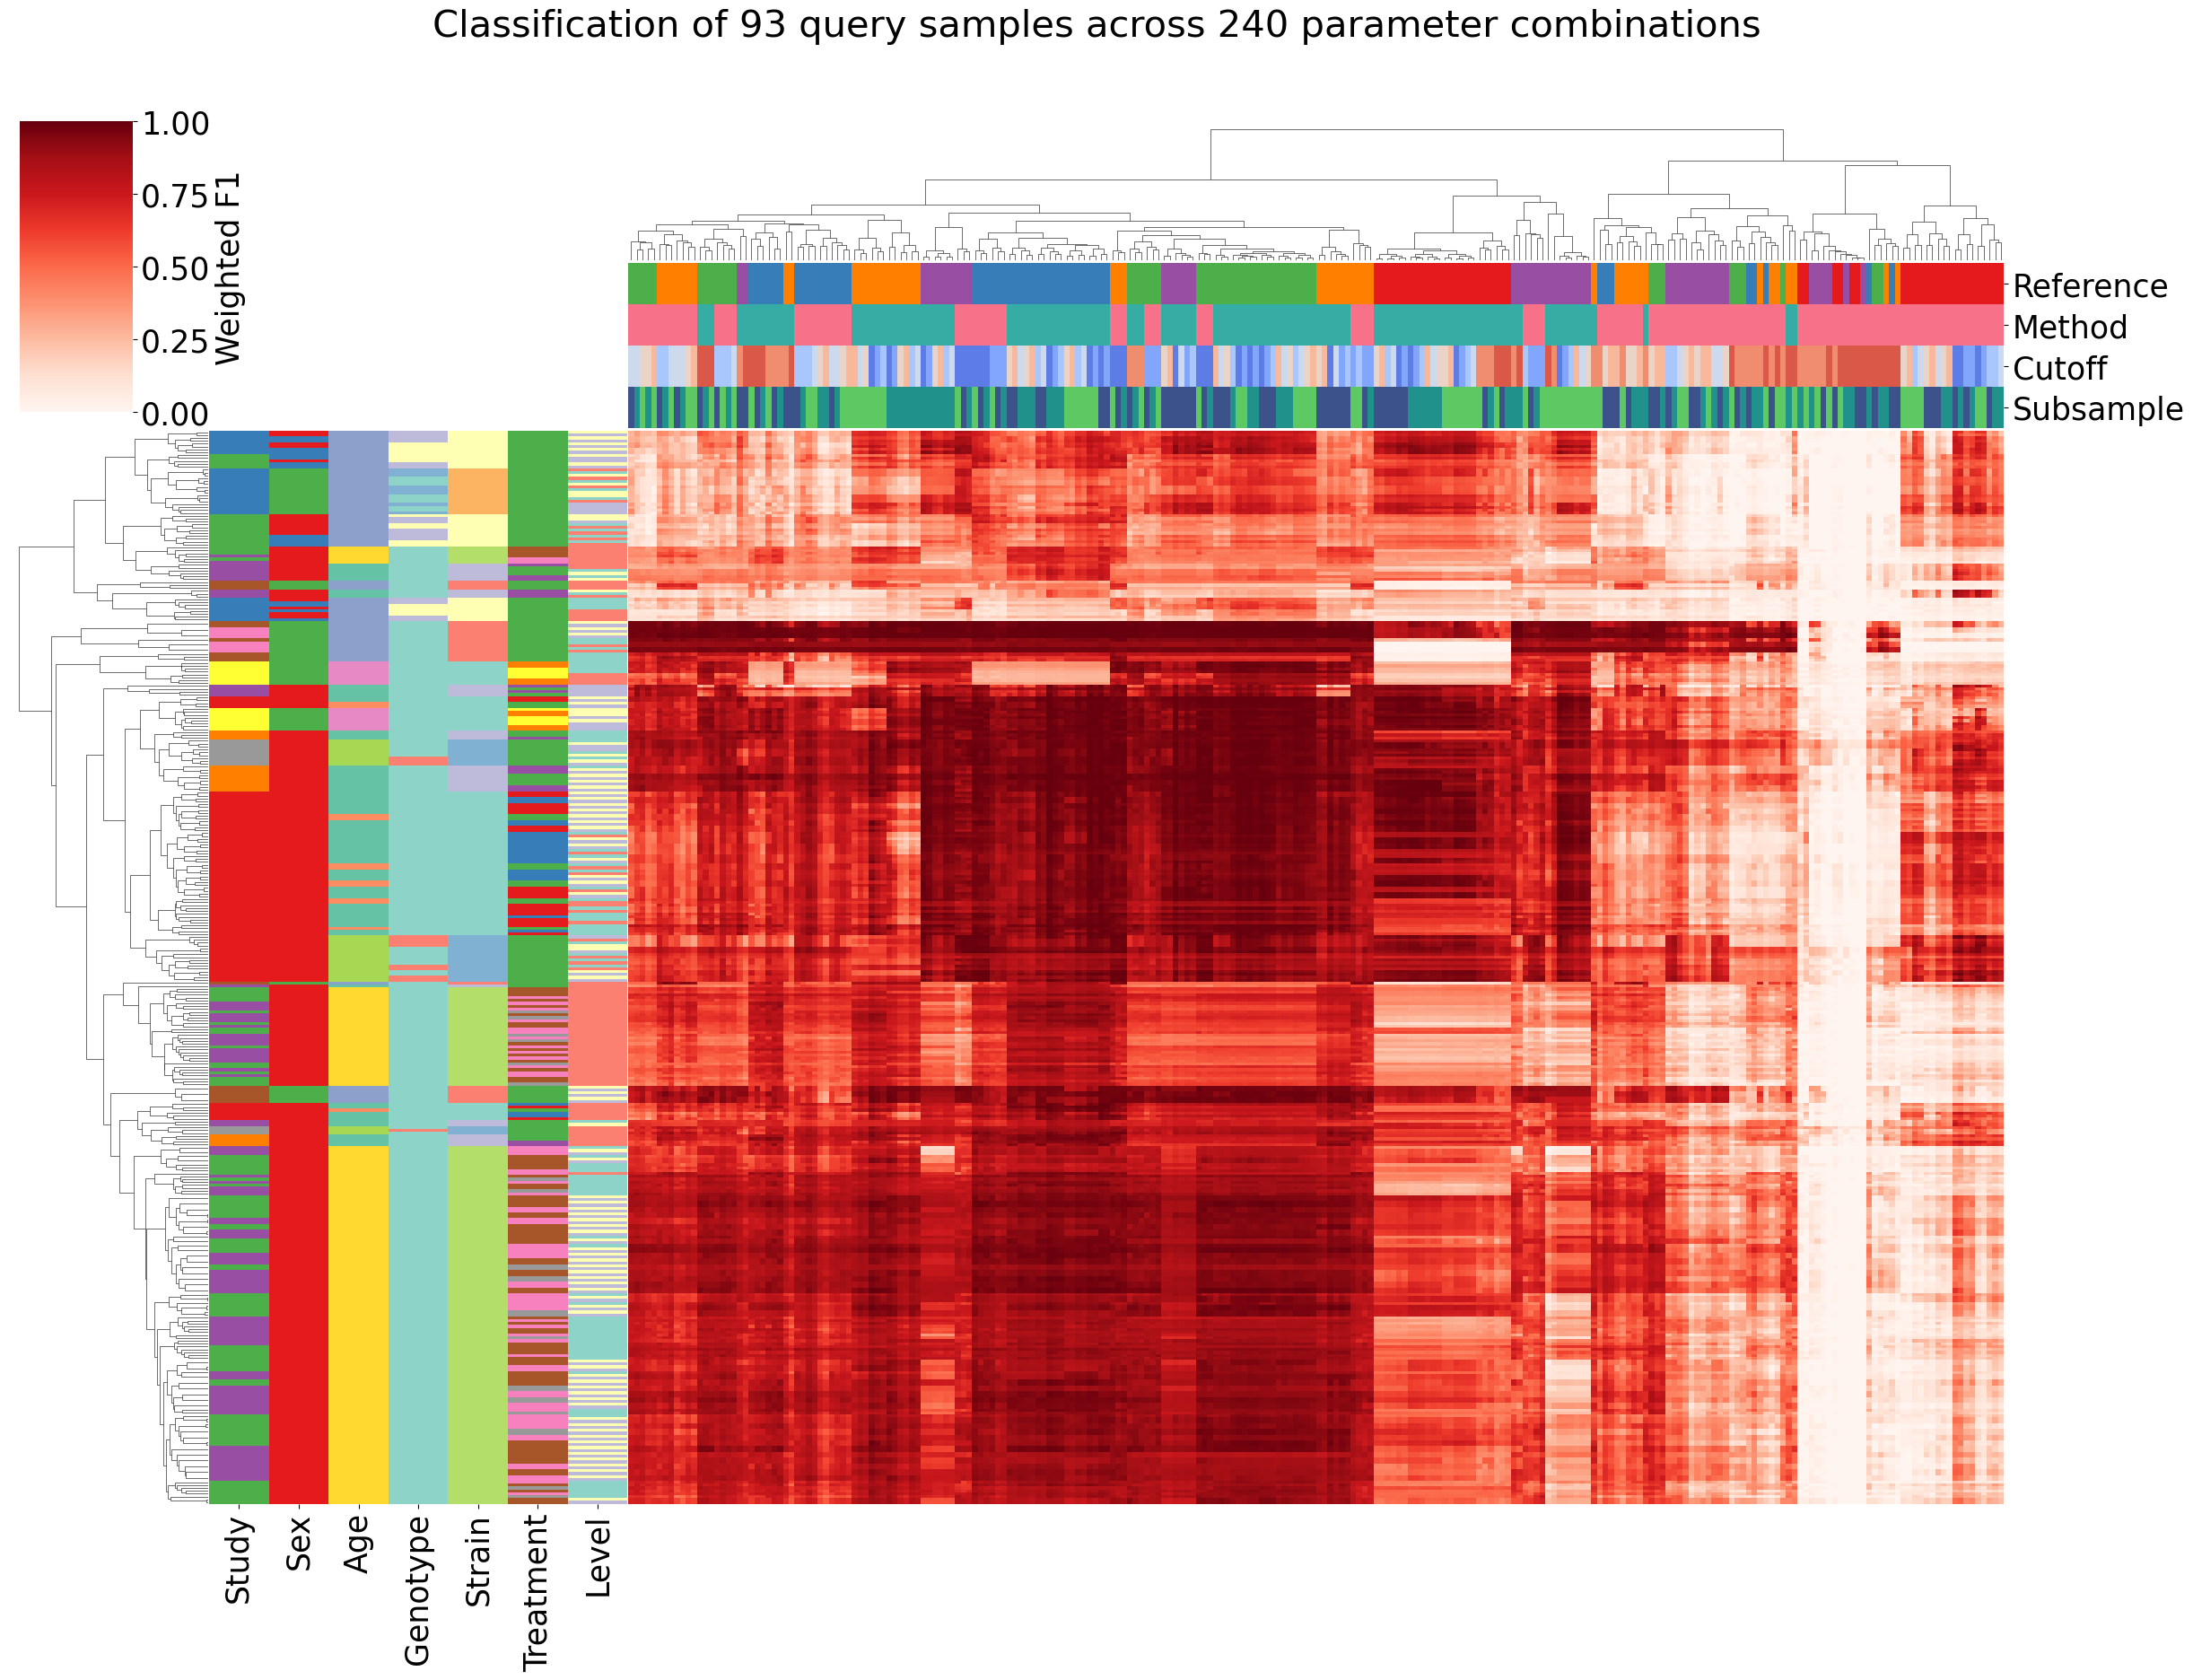 Classification of 93 query samples across 240 parameter combinations
1.00
0.75
0.50
0.25
0.00
Weighted F1
Reference
Method
Cutoff
Subsample
Study
Sex
Age
Genotype
Strain
Treatment
Level